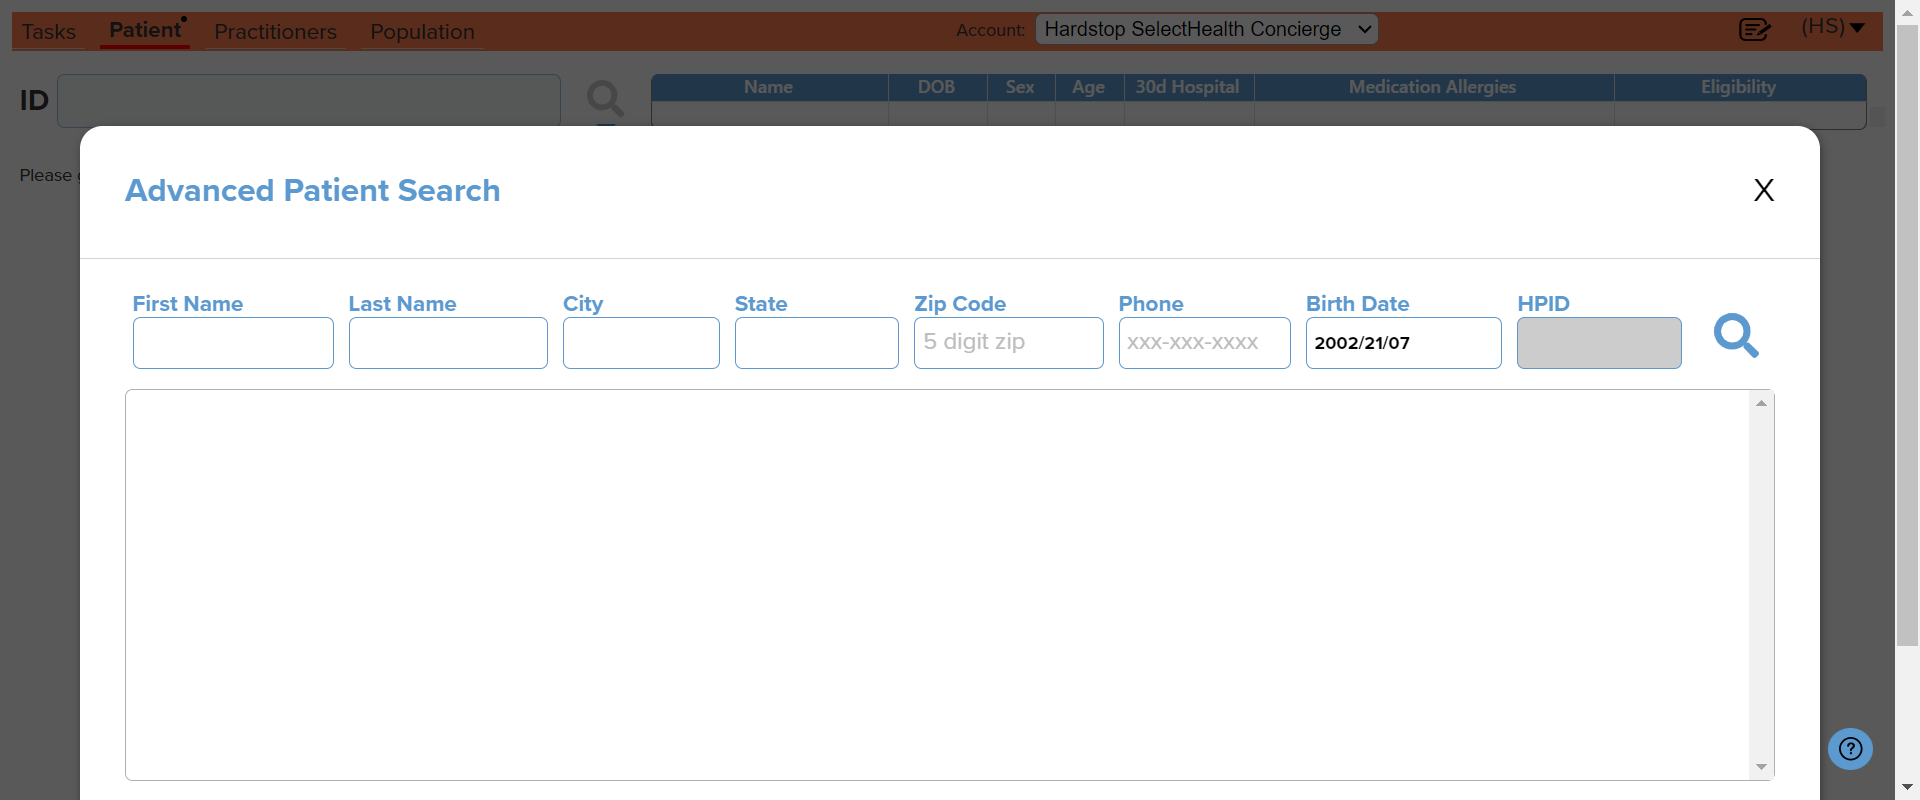 Tasks Patient Practitioners Population Account: Hardstop SelectHealth Concierge (HS)
ID Name DOB Sex Age 30d Hospital Medication Allergies Eligibility
Please
Advanced Patient Search X
First Name Last Name City State Zip Code Phone Birth Date HPID
5 digit zip xxx-xxx-xxxx 2002/21/07
?